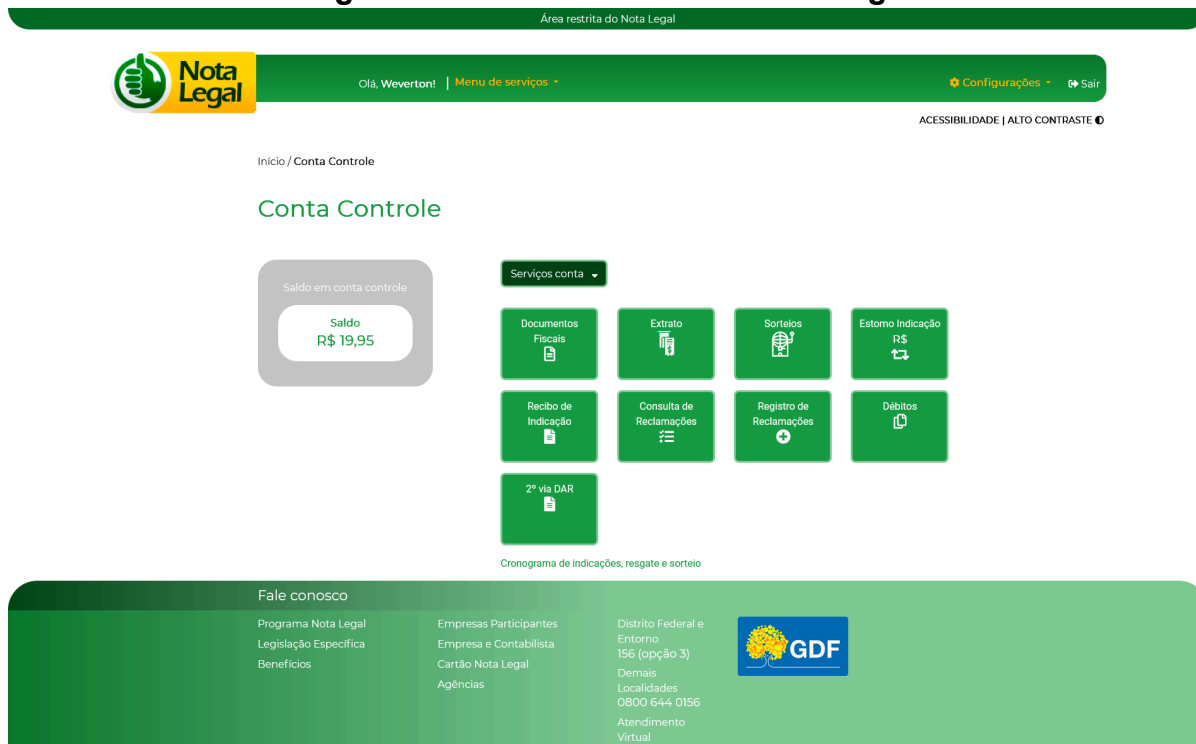 Área restrita do Nota Legal
Nota
Legal
Olá, Weverton! | Menu de serviços
Configurações
Sair
ACESSIBILIDADE | ALTO CONTRASTE
Início / Conta Controle
Conta Controle
Saldo em conta controle
Saldo
R$ 19,95
Serviços conta
Documentos
Fiscais
Extrato
Sorteios
Estorno Indicação
R$
Recibo de
Indicação
Consulta de
Reclamações
Registro de
Reclamações
Débitos
2º via DAR
Cronograma de indicações, resgate e sorteio
Fale conosco
Programa Nota Legal
Legislação Específica
Benefícios
Empresas Participantes
Empresa e Contabilista
Cartão Nota Legal
Agências
Distrito Federal e
Entorno
156 (opção 3)
Demais
Localidades
0800 644 0156
Atendimento
Virtual
GDF